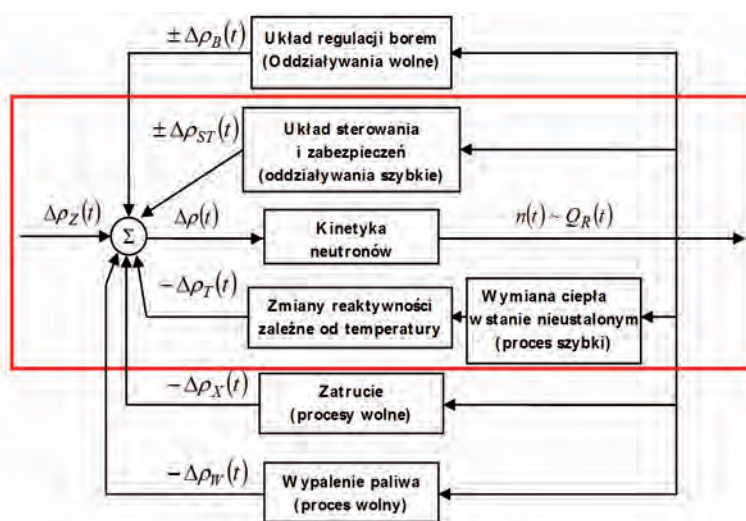 ± Δρ_B(t)
Układ regulacji borem
(Oddziaływania wolne)
± Δρ_ST(t)
Układ sterowania
i zabezpieczeń
(oddziaływania szybkie)
Δρ_Z(t)
Σ
Δρ(t)
Kinetyka
neutronów
n(t) ~ Q_R(t)
− Δρ_T(t)
Zmiany reaktywności
zależne od temperatury
Wymiana ciepła
w stanie nieustalonym
(proces szybki)
− Δρ_X(t)
Zatrucie
(procesy wolne)
− Δρ_W(t)
Wypalenie paliwa
(proces wolny)